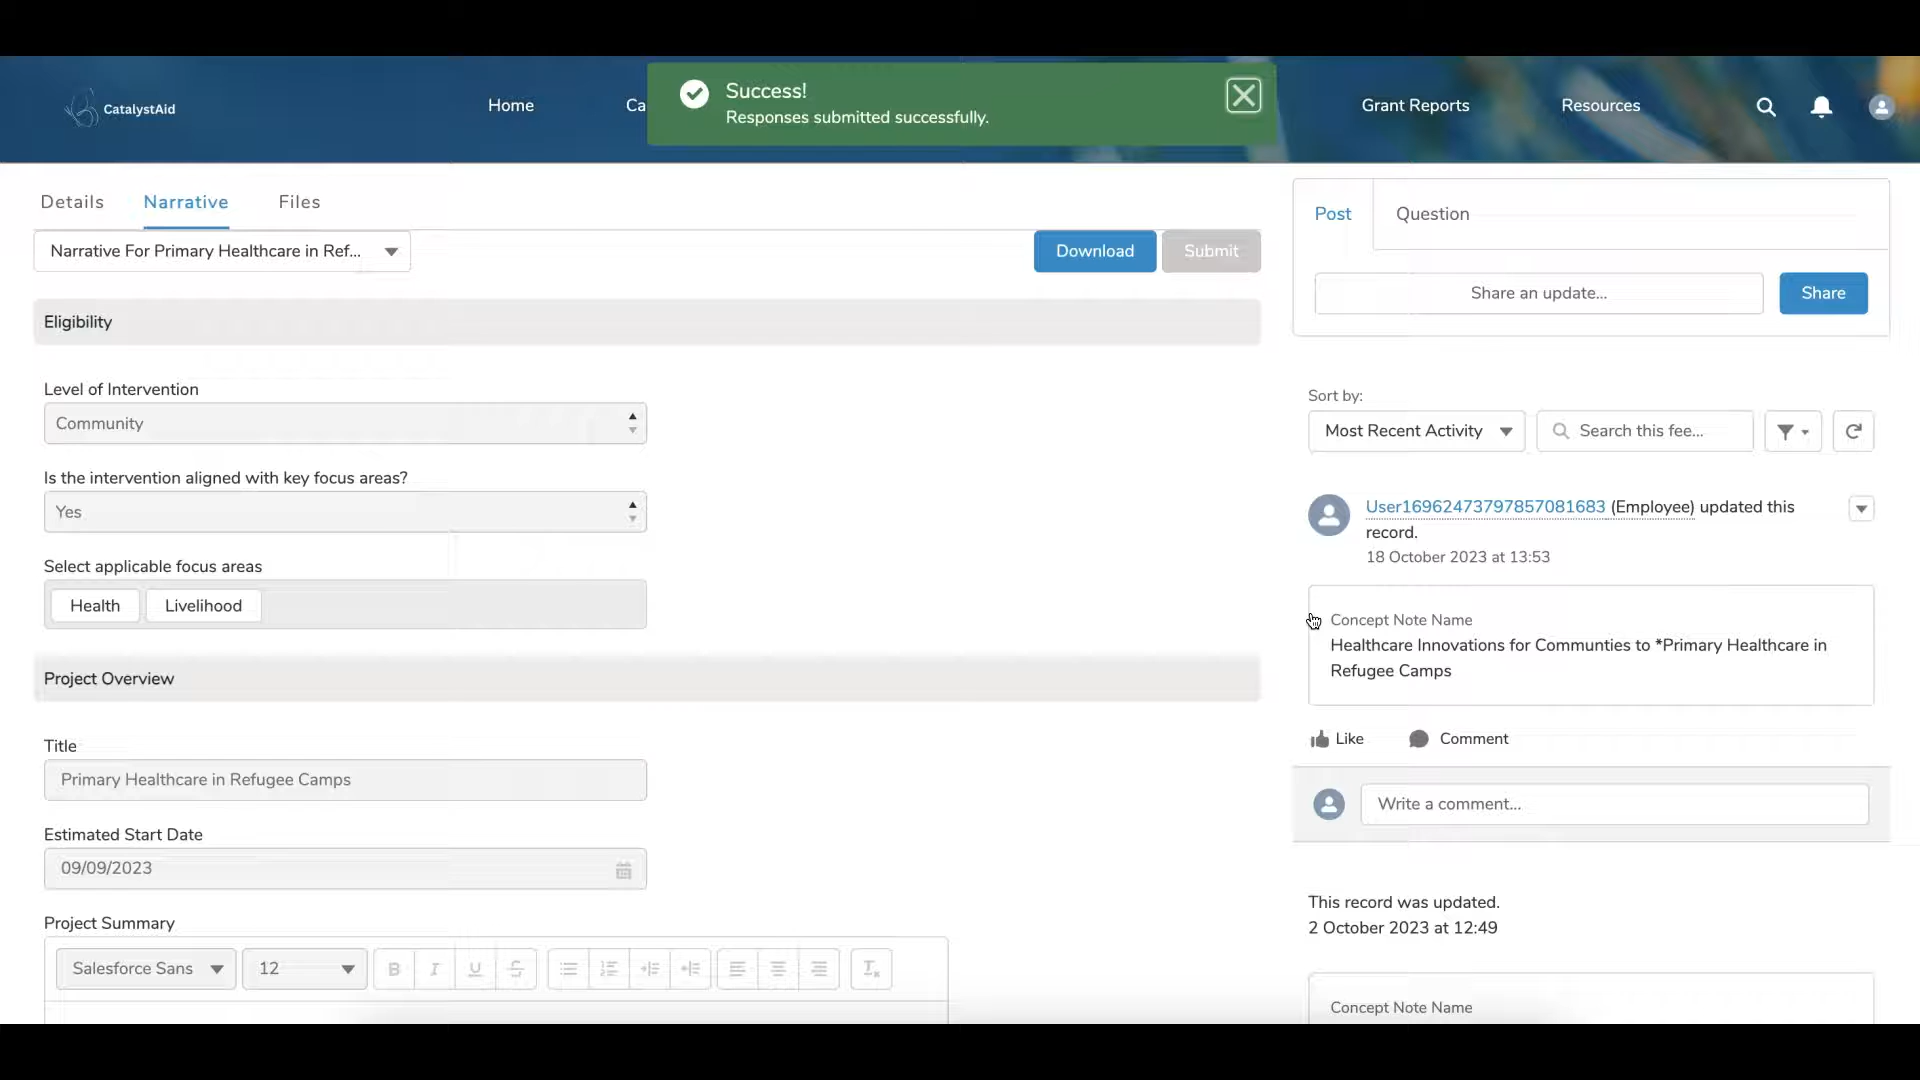 CatalystAid
Home
Ca
Success!
Responses submitted successfully.
Grant Reports
Resources
Details
Narrative
Files
Narrative For Primary Healthcare in Ref...
Download
Submit
Eligibility
Level of Intervention
Community
Is the intervention aligned with key focus areas?
Yes
Select applicable focus areas
Health
Livelihood
Project Overview
Title
Primary Healthcare in Refugee Camps
Estimated Start Date
09/09/2023
Project Summary
Salesforce Sans
12
Post
Question
Share an update...
Share
Sort by:
Most Recent Activity
Search this fee...
User16962473797857081683 (Employee) updated this
record.
18 October 2023 at 13:53
Concept Note Name
Healthcare Innovations for Communties to *Primary Healthcare in
Refugee Camps
Like
Comment
Write a comment...
This record was updated.
2 October 2023 at 12:49
Concept Note Name